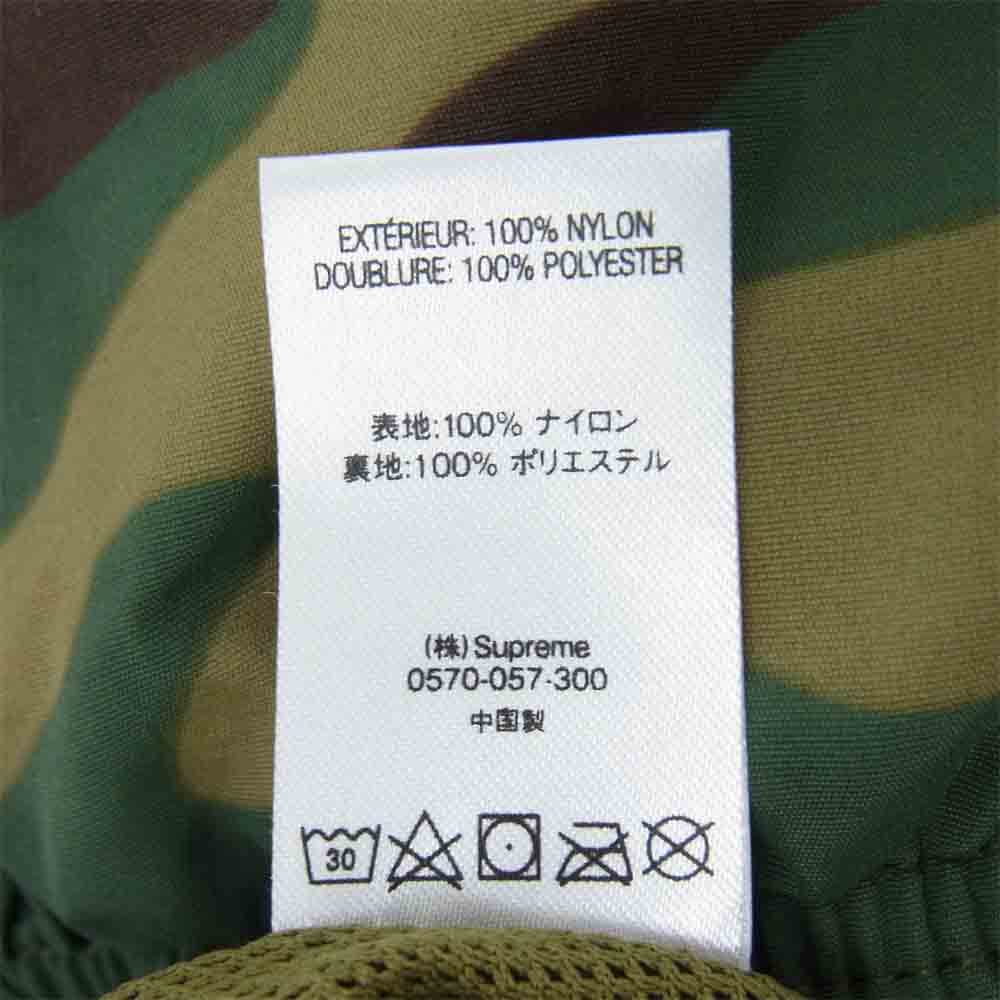 EXTÉRIEUR: 100% NYLON
DOUBLURE: 100% POLYESTER
表地:100% ナイロン
裏地:100% ポリエステル
(株)Supreme
0570-057-300
中国製
30